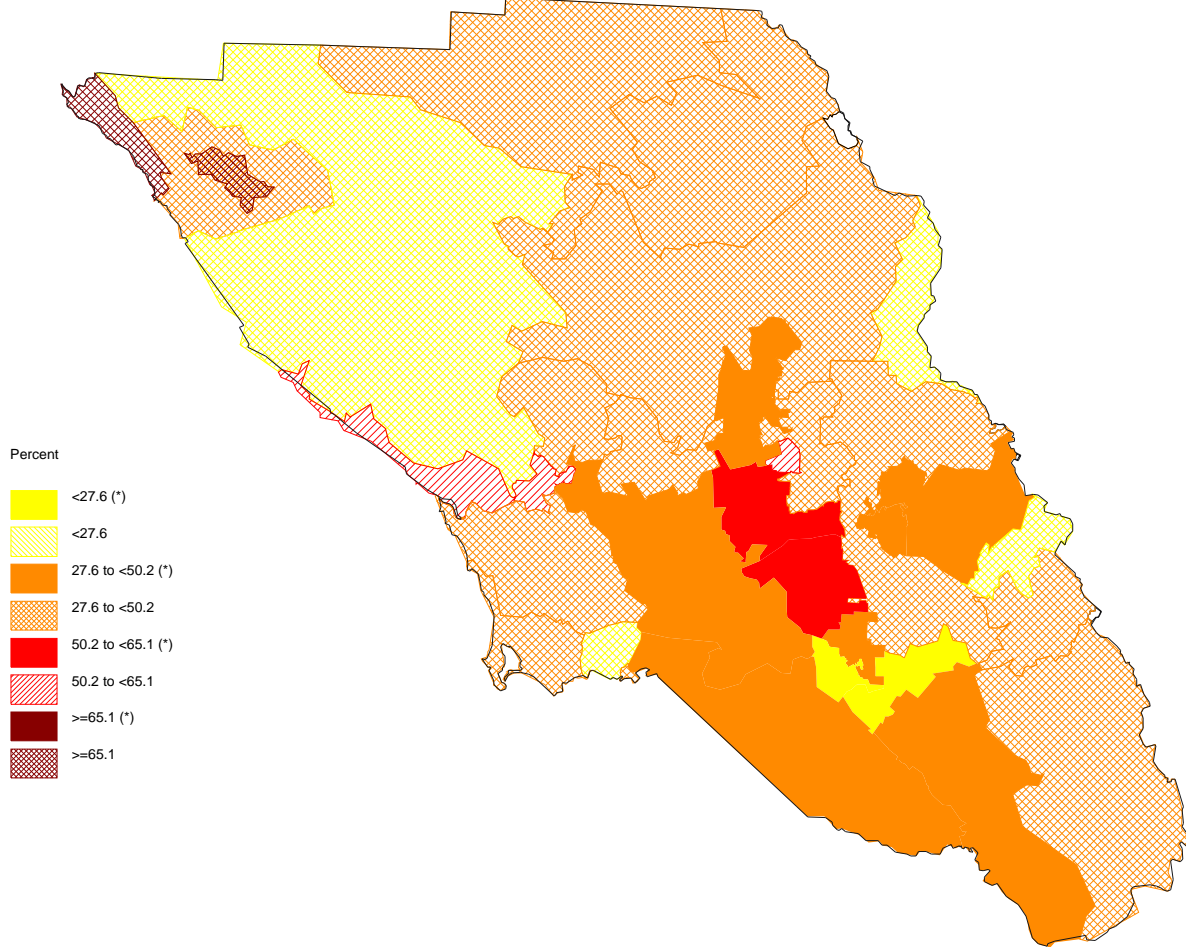 Percent
<27.6 (*)
<27.6
27.6 to <50.2 (*)
27.6 to <50.2
50.2 to <65.1 (*)
50.2 to <65.1
>=65.1 (*)
>=65.1